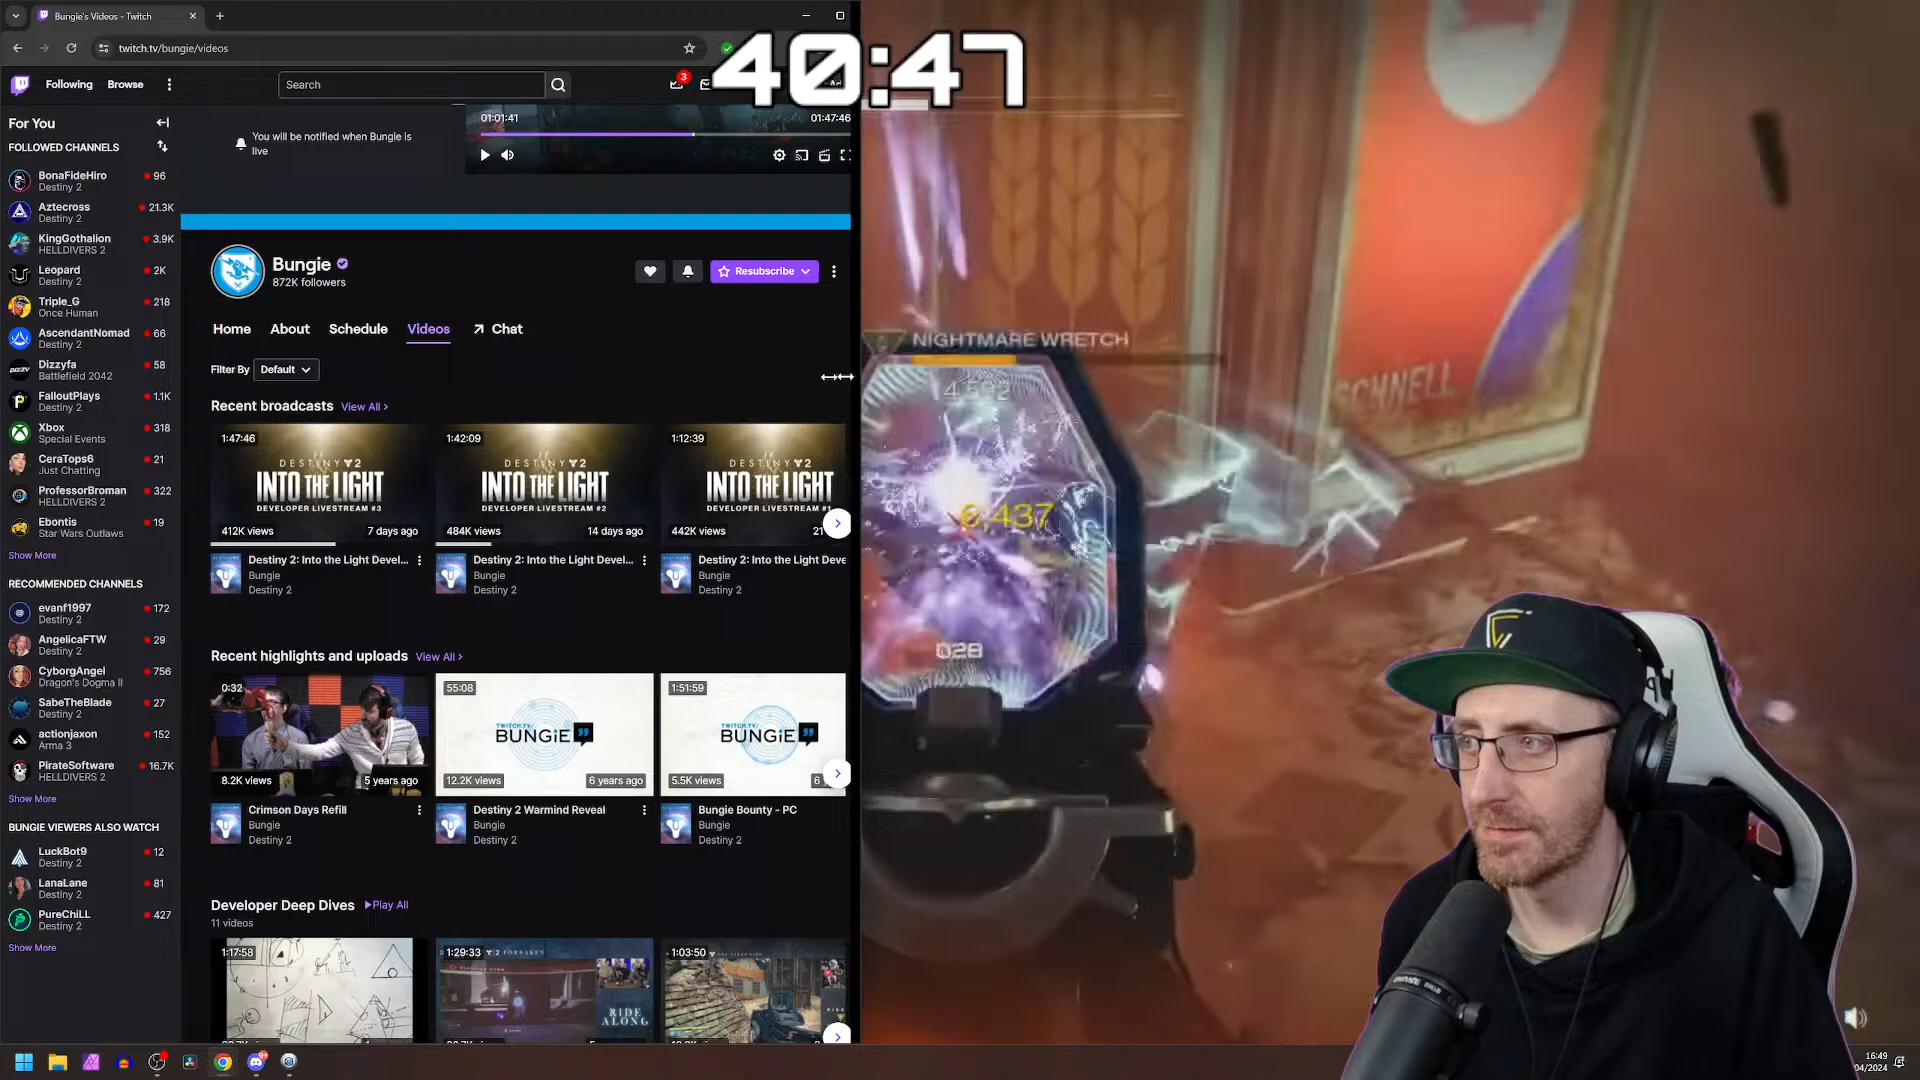 Bungie's Videos - Twitch
twitch.tv/bungie/videos
40:47
Following
Browse
Search
3
For You
FOLLOWED CHANNELS
BonaFideHiro
96
Destiny 2
Aztecross
21.3K
Destiny 2
KingGothalion
3.9K
HELLDIVERS 2
Leopard
2K
Destiny 2
Triple_G
218
Once Human
AscendantNomad
66
Destiny 2
Dizzyfa
58
Battlefield 2042
FalloutPlays
1.1K
Destiny 2
Xbox
318
Special Events
CeraTops6
21
Just Chatting
ProfessorBroman
322
HELLDIVERS 2
Ebontis
19
Star Wars Outlaws
Show More
RECOMMENDED CHANNELS
evanf1997
172
Destiny 2
AngelicaFTW
29
Destiny 2
CyborgAngel
756
Dragon's Dogma II
SabeTheBlade
27
Destiny 2
actionjaxon
152
Arma 3
PirateSoftware
16.7K
HELLDIVERS 2
Show More
BUNGIE VIEWERS ALSO WATCH
LuckBot9
12
Destiny 2
LanaLane
81
Destiny 2
PureChiLL
427
Destiny 2
Show More
You will be notified when Bungie is
live
01:01:41
01:47:46
Bungie
872K followers
Resubscribe
Home
About
Schedule
Videos
Chat
Filter By
Default
Recent broadcasts
View All
1:47:46
DESTINY 2
INTO THE LIGHT
DEVELOPER LIVESTREAM #3
412K views
7 days ago
Destiny 2: Into the Light Devel...
Bungie
Destiny 2
1:42:09
DESTINY 2
INTO THE LIGHT
DEVELOPER LIVESTREAM #2
484K views
14 days ago
Destiny 2: Into the Light Devel...
Bungie
Destiny 2
1:12:39
DESTINY 2
INTO THE LIGHT
DEVELOPER LIVESTREAM #1
442K views
21
Destiny 2: Into the Light Deve
Bungie
Destiny 2
Recent highlights and uploads
View All
0:32
8.2K views
5 years ago
Crimson Days Refill
Bungie
Destiny 2
55:08
TWITCH.TV/
BUNGiE
12.2K views
6 years ago
Destiny 2 Warmind Reveal
Bungie
Destiny 2
1:51:59
TWITCH.TV/
BUNGiE
5.5K views
6
Bungie Bounty - PC
Bungie
Destiny 2
Developer Deep Dives
Play All
11 videos
1:17:58
1:29:33
FORSAKEN
RIDE
ALONG
1:03:50
NIGHTMARE WRETCH
6,437
028
SCHNELL
16:49
04/2024